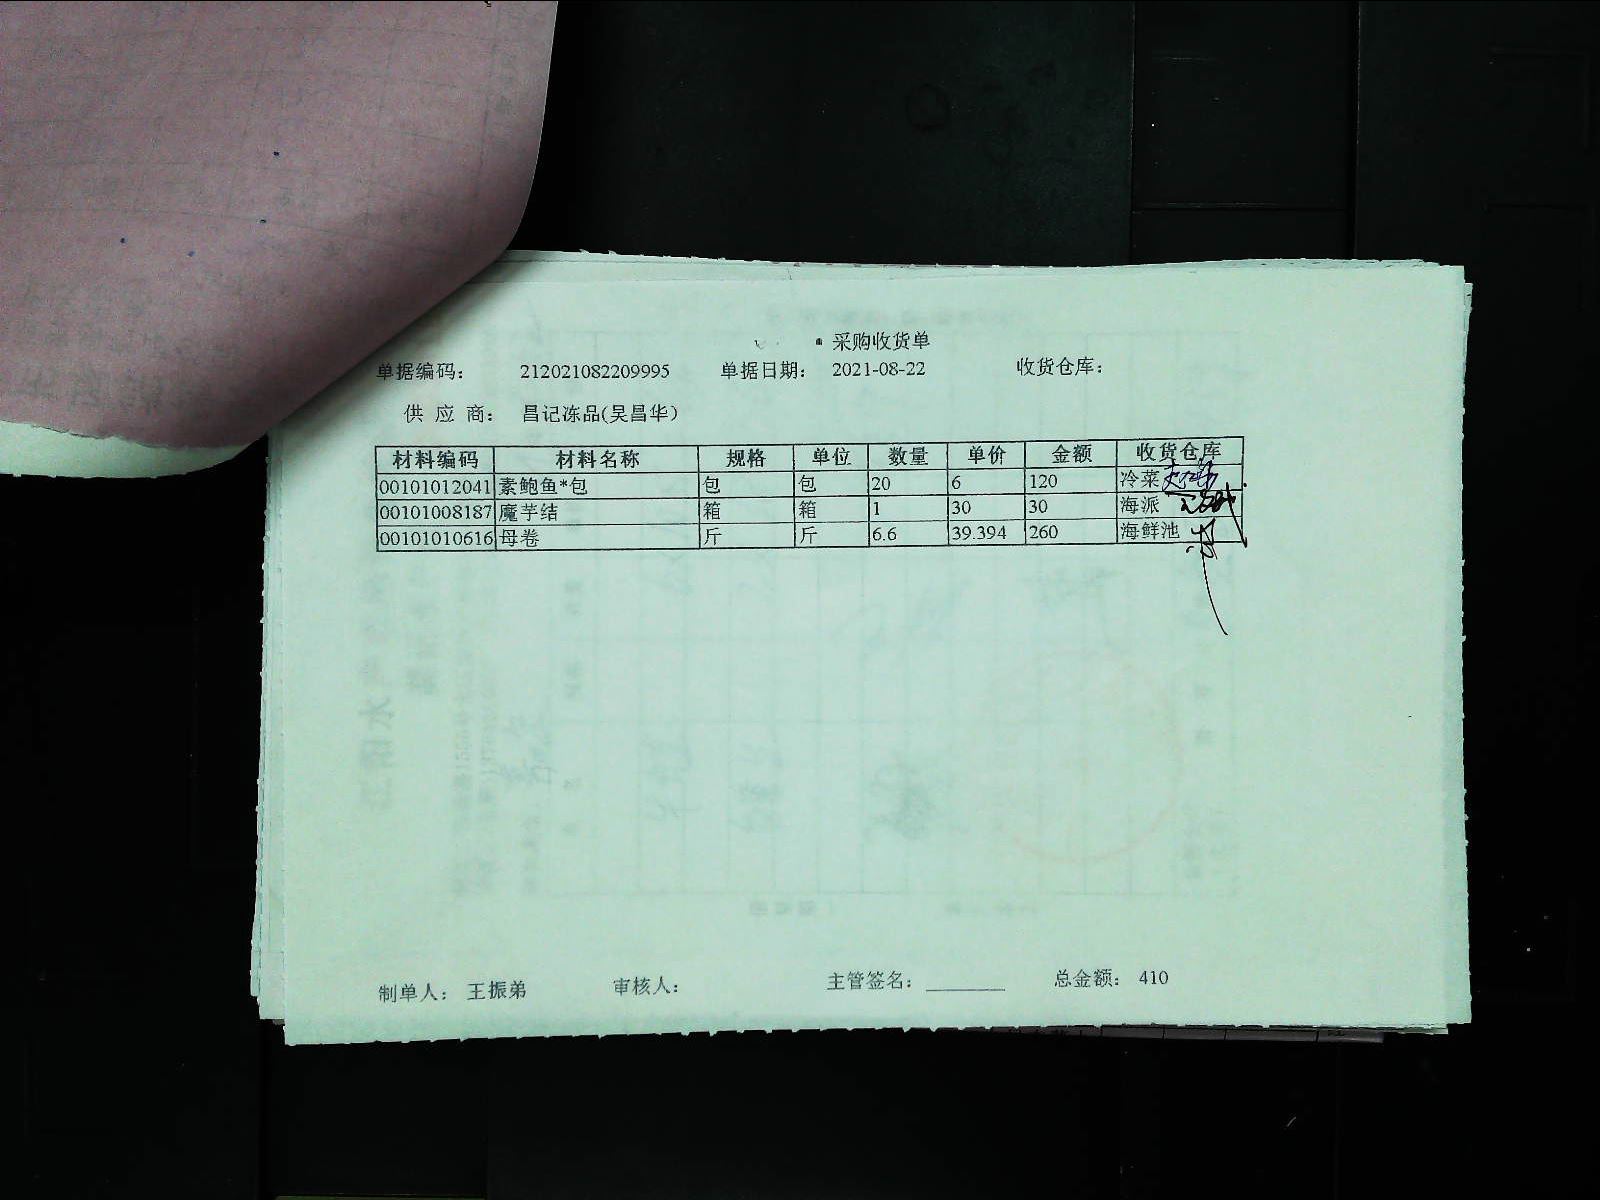 采购收货单
单据编码： 212021082209995 单据日期： 2021-08-22 收货仓库：
供 应 商： 昌记冻品(吴昌华)
材料编码 材料名称 规格 单位 数量 单价 金额 收货仓库
00101012041 素鲍鱼*包 包 包 20 6 120 冷菜
00101008187 魔芋结 箱 箱 1 30 30 海派
00101010616 母卷 斤 斤 6.6 39.394 260 海鲜池
制单人： 王振弟 审核人： 主管签名： 总金额： 410